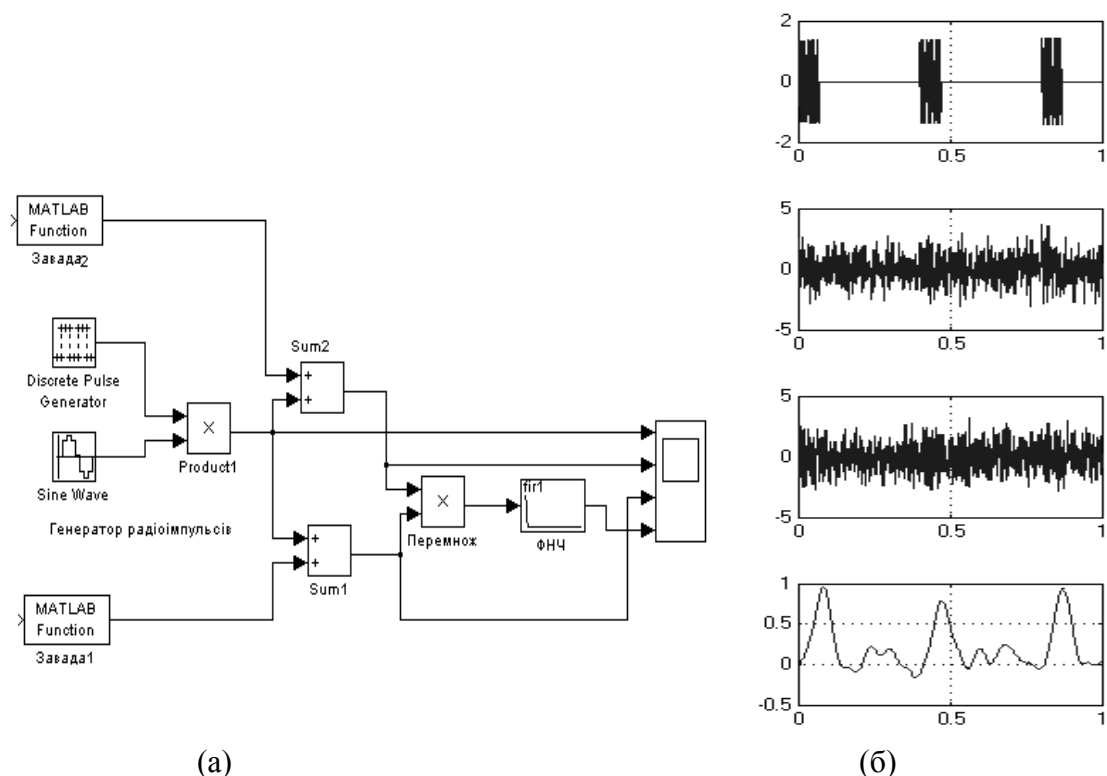 MATLAB
Function
Завада2
Discrete Pulse
Generator
Sine Wave
Генератор радіоімпульсів
×
Product1
Sum2
+
+
+
+
Sum1
×
Перемнож
fir1
ФНЧ
MATLAB
Function
Завада1
(а)
2
0
-2
0
0.5
1
5
0
-5
0
0.5
1
5
0
-5
0
0.5
1
1
0.5
0
-0.5
0
0.5
1
(б)